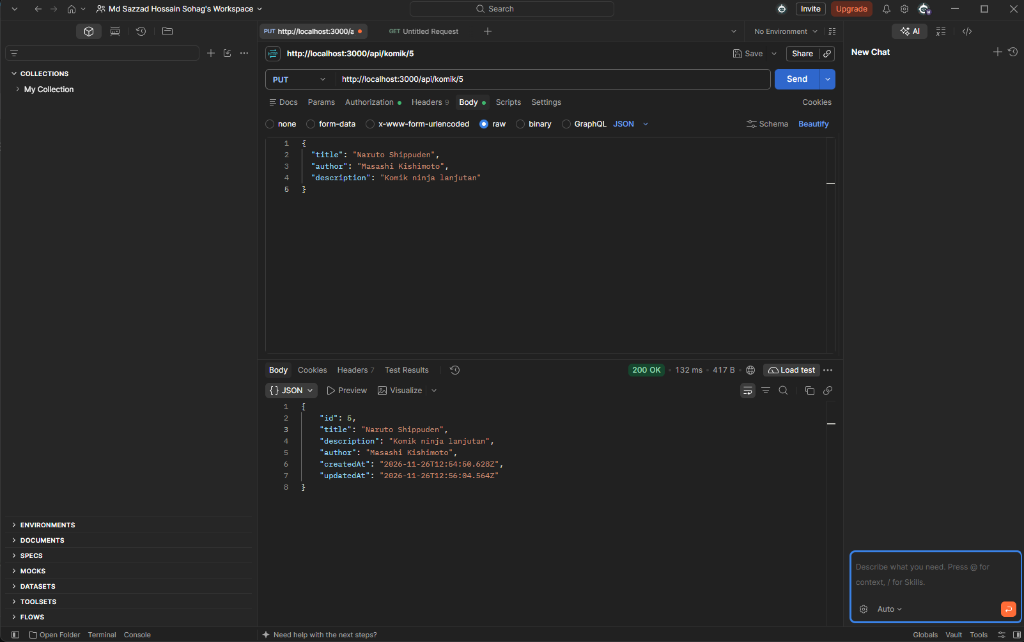 Md Sazzad Hossain Sohag's Workspace
Search
Invite
Upgrade
PUT http://localhost:3000/a
GET Untitled Request
No Environment
AI
COLLECTIONS
My Collection
http://localhost:3000/api/komik/5
Save
Share
New Chat
PUT
http://localhost:3000/api/komik/5
Send
Docs Params Authorization Headers 9 Body Scripts Settings
Cookies
none form-data x-www-form-urlencoded raw binary GraphQL JSON
Schema Beautify
1 {
2 "title": "Naruto Shippuden",
3 "author": "Masashi Kishimoto",
4 "description": "Komik ninja lanjutan"
5 }
Body Cookies Headers 7 Test Results
200 OK 132 ms 417 B Load test
{ } JSON Preview Visualize
1 {
2 "id": 5,
3 "title": "Naruto Shippuden",
4 "description": "Komik ninja lanjutan",
5 "author": "Masashi Kishimoto",
6 "createdAt": "2026-11-26T12:54:50.628Z",
7 "updatedAt": "2026-11-26T12:56:04.564Z"
8 }
ENVIRONMENTS
DOCUMENTS
SPECS
MOCKS
DATASETS
TOOLSETS
FLOWS
Describe what you need. Press @ for
context, / for Skills.
Auto
Open Folder Terminal Console
Need help with the next steps?
Globals Vault Tools